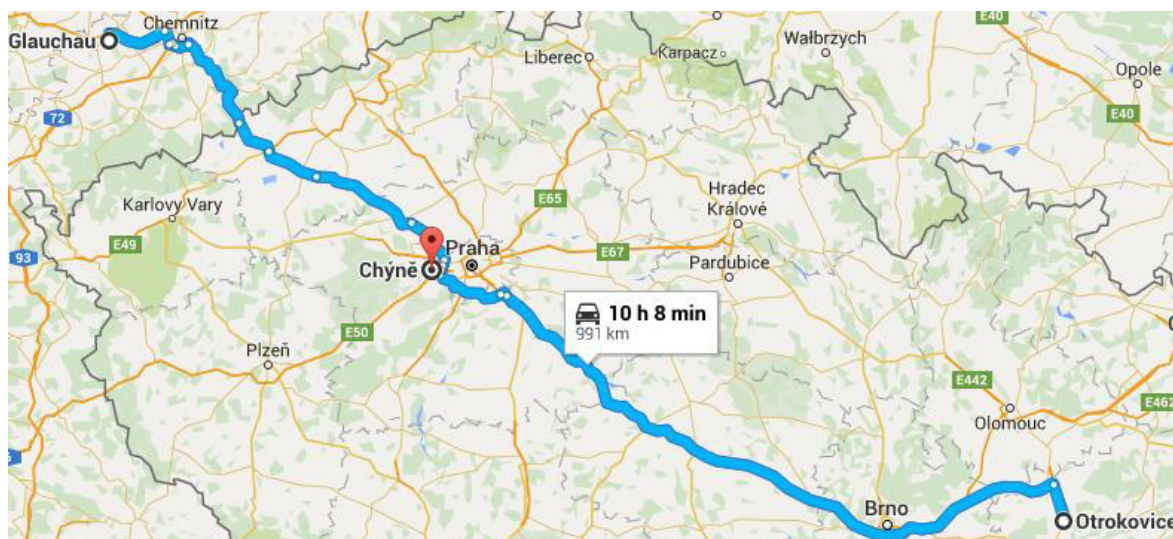 Glauchau
Chemnitz
Liberec
Karpacz
Wałbrzych
E40
Opole
E40
72
Karlovy Vary
E49
93
E65
Hradec
Králové
E67
Praha
Pardubice
Chýně
10 h 8 min
991 km
E50
Plzeň
E442
E462
Olomouc
Brno
Otrokovice